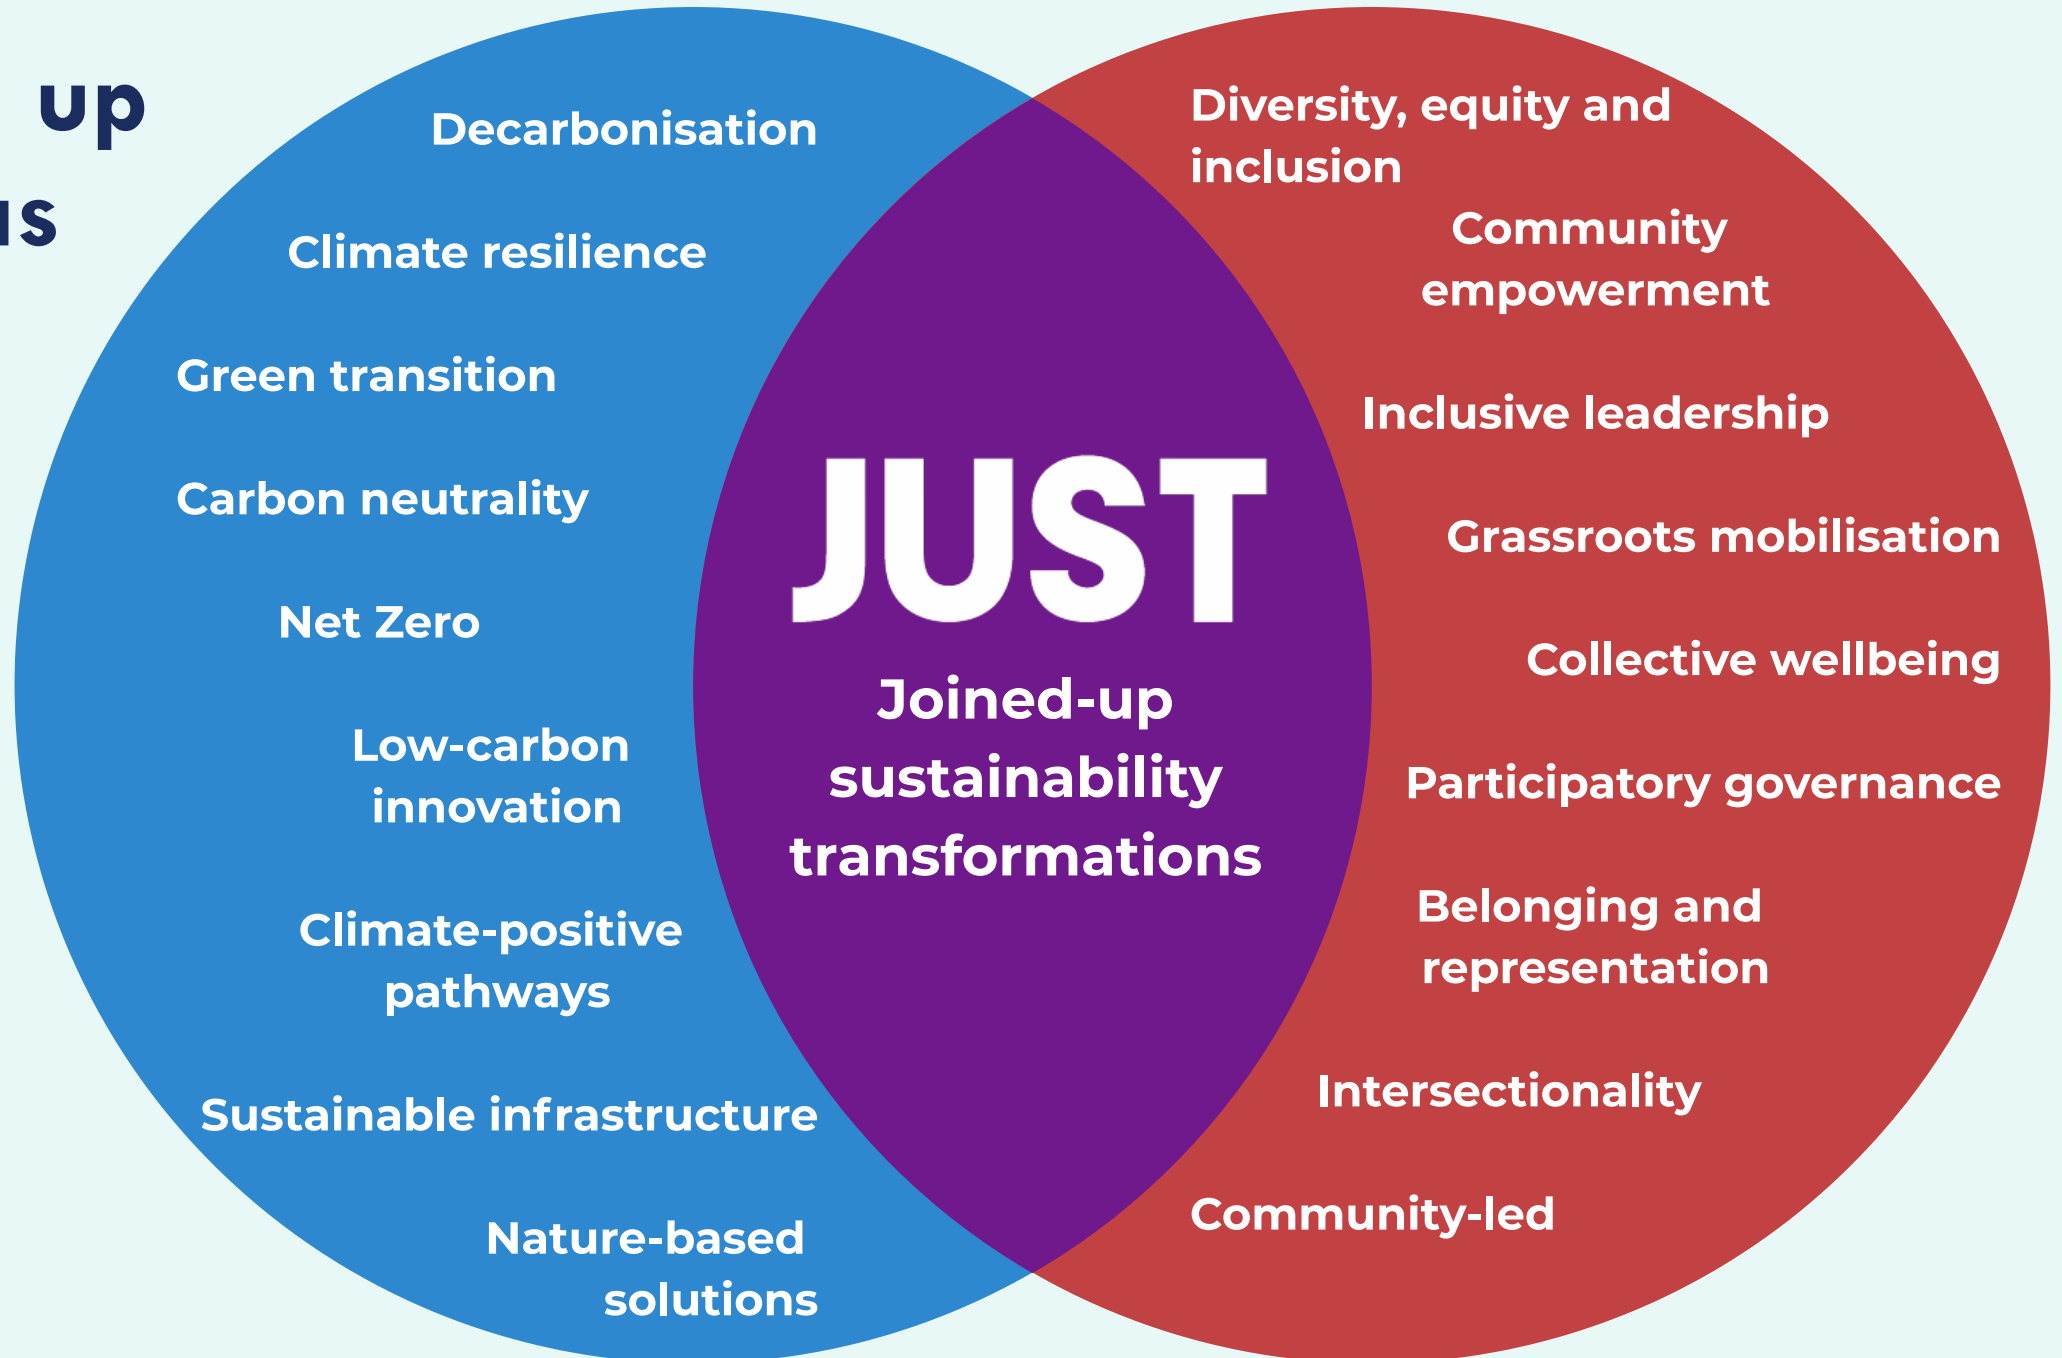 up
Decarbonisation
Climate resilience
Green transition
Carbon neutrality
Net Zero
Low-carbon
innovation
Climate-positive
pathways
Sustainable infrastructure
Nature-based
solutions
JUST
Joined-up
sustainability
transformations
Diversity, equity and
inclusion
Community
empowerment
Inclusive leadership
Grassroots mobilisation
Collective wellbeing
Participatory governance
Belonging and
representation
Intersectionality
Community-led